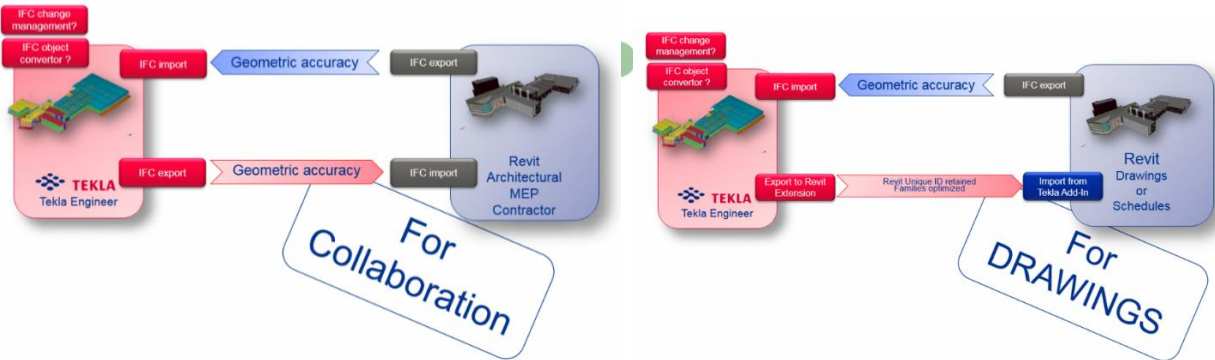 IFC change
management?
IFC object
convertor ?
IFC import
Geometric accuracy
IFC export
TEKLA
Tekla Engineer
IFC export
Geometric accuracy
IFC import
Revit
Architectural
MEP
Contractor
For
Collaboration
IFC change
management?
IFC object
convertor ?
IFC import
Geometric accuracy
IFC export
TEKLA
Tekla Engineer
Export to Revit
Extension
Revit Unique ID retained
Families optimized
Import from
Tekla Add-In
Revit
Drawings
or
Schedules
For
DRAWINGS